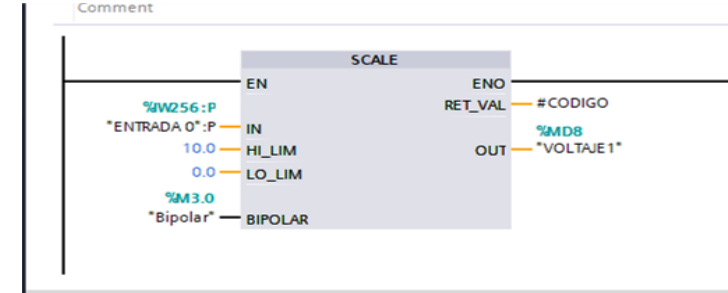 Comment
SCALE
EN ENO
%IW256:P RET_VAL #CODIGO
"ENTRADA 0":P IN %MD8
10.0 HI_LIM OUT "VOLTAJE1"
0.0 LO_LIM
%M3.0
"Bipolar" BIPOLAR